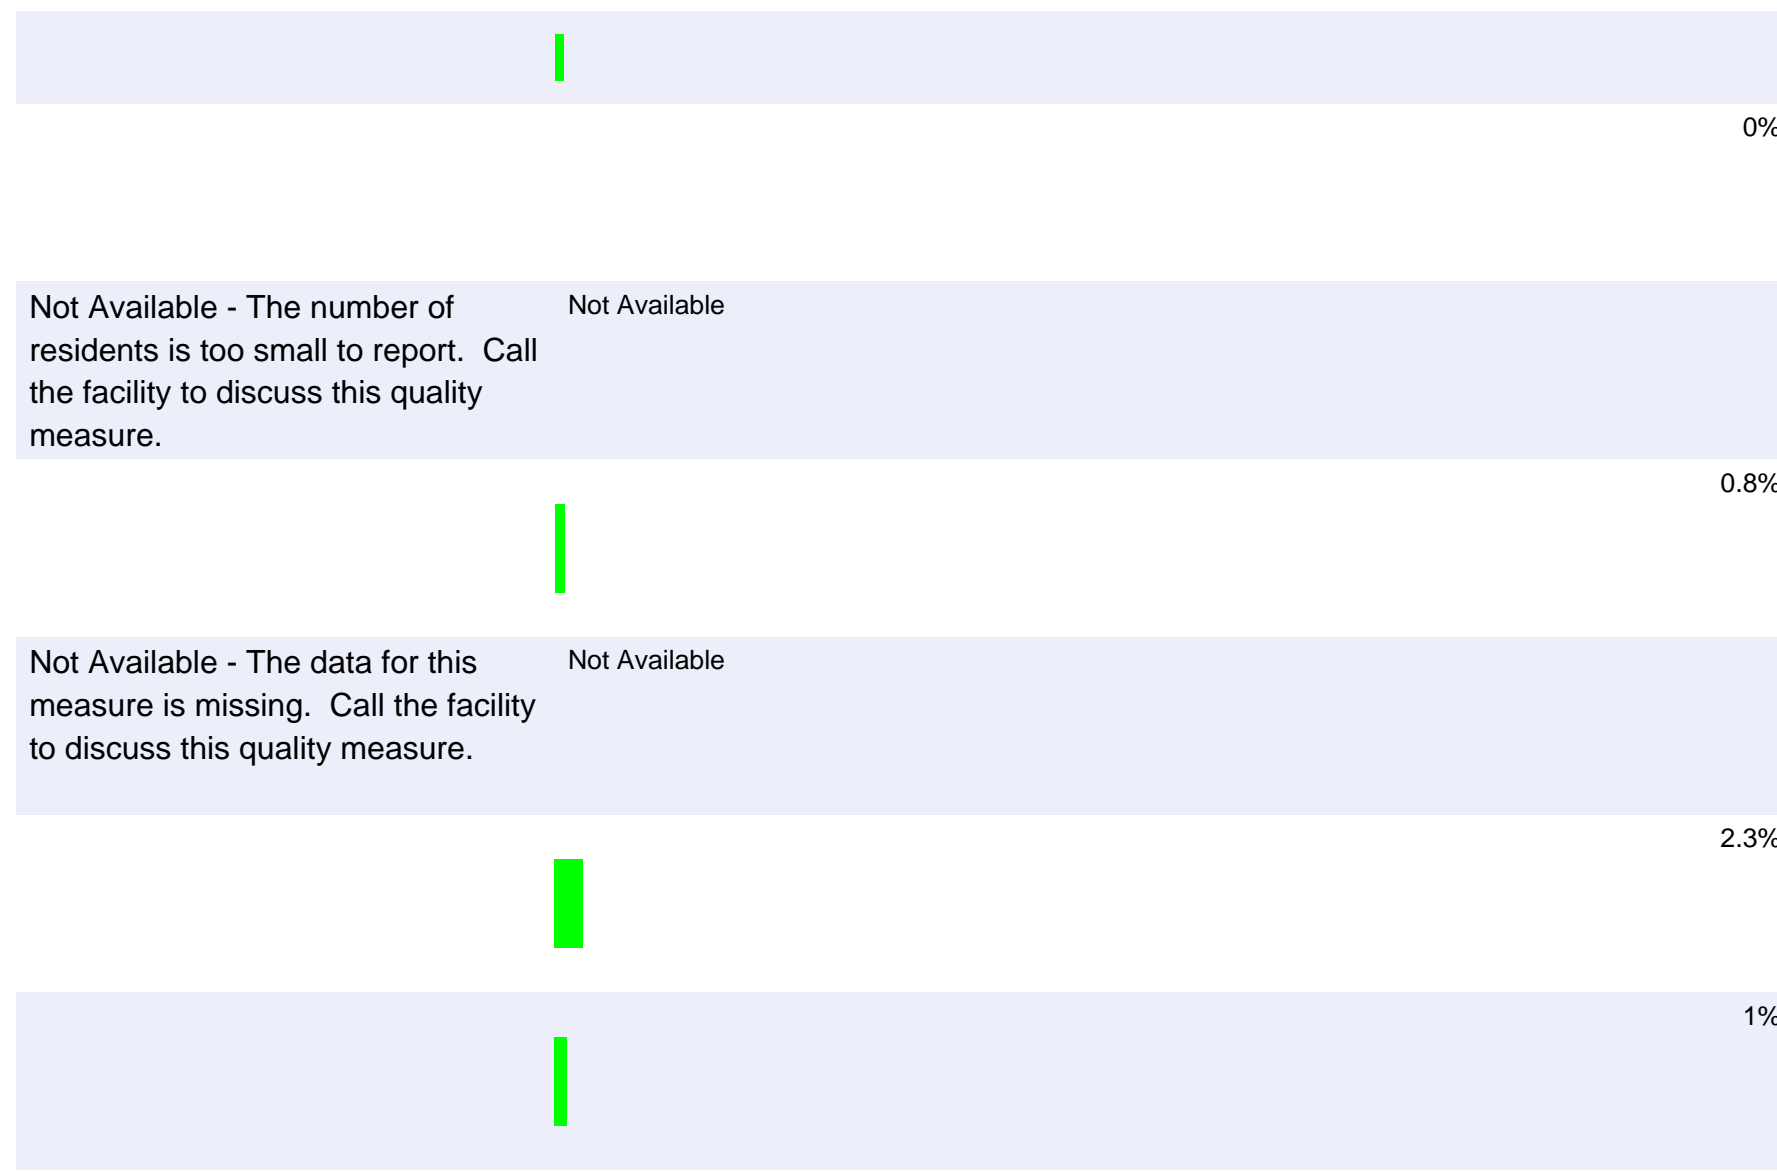 0%
Not Available - The number of
residents is too small to report.  Call
the facility to discuss this quality
measure.
Not Available
0.8%
Not Available - The data for this
measure is missing.  Call the facility
to discuss this quality measure.
Not Available
2.3%
1%